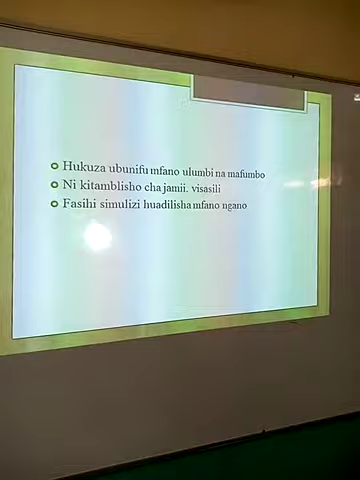 Hukuza ubunifu mfano ulumbi na mafumbo
Ni kitamblisho cha jamii. visasili
Fasihi simulizi huadilisha mfano ngano